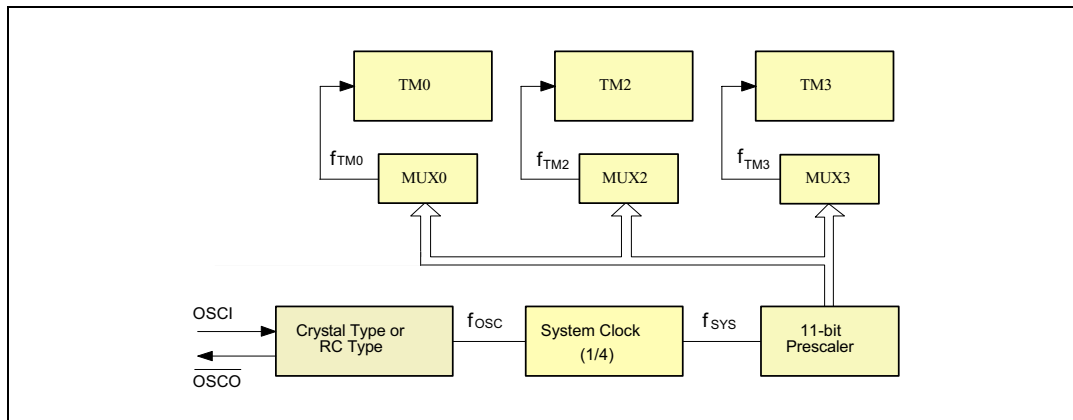 TM0
TM2
TM3
fTM0
fTM2
fTM3
MUX0
MUX2
MUX3
OSCI
OSCO
Crystal Type or
RC Type
fOSC
System Clock
(1/4)
fSYS
11-bit
Prescaler